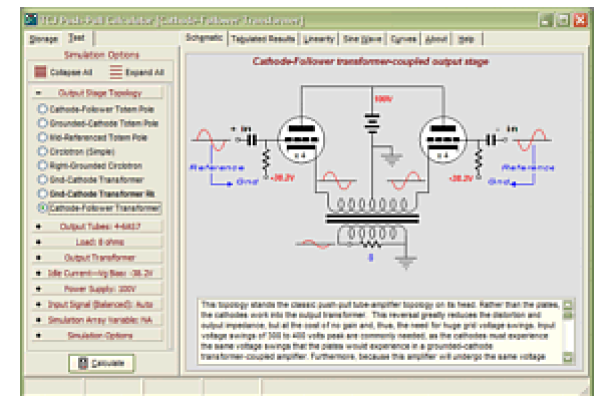 TCJ Push-Pull Calculator [Cathode-Follower Transformer]
Storage Test
Schematic Tabulated Results Linearity Sine Wave Curves About Help
Simulation Options
Collapse All Expand All
Output Stage Topology
Cathode-Follower Totem Pole
Grounded-Cathode Totem Pole
Mid-Referenced Totem Pole
Circlotron (Simple)
Right-Grounded Circlotron
Gnd-Cathode Transformer
Gnd-Cathode Transformer Rk
Cathode-Follower Transformer
Output Tubes: 4-6AS7
Load: 8 ohms
Output Transformer
Idle Current—Vg Bias: -38.2V
Power Supply: 100V
Input Signal (Balanced): Auto
Simulation Array Variable: NA
Simulation Options
Calculate
Cathode-Follower transformer-coupled output stage
100V
+ in
- in
x 4
x 4
Reference
Gnd
-38.2V
-38.2V
Reference
Gnd
8
This topology stands the classic push-pull tube-amplifier topology on its head. Rather than the plates,
the cathodes work into the output transformer. This reversal greatly reduces the distortion and
output impedance, but at the cost of no gain and, thus, the need for huge grid voltage swings. Input
voltage swings of 300 to 400 volts peak are commonly needed, as the cathodes must experience
the same voltage swings that the plates would experience in a grounded-cathode
transformer-coupled amplifier. Furthermore, because this amplifier will undergo the same voltage